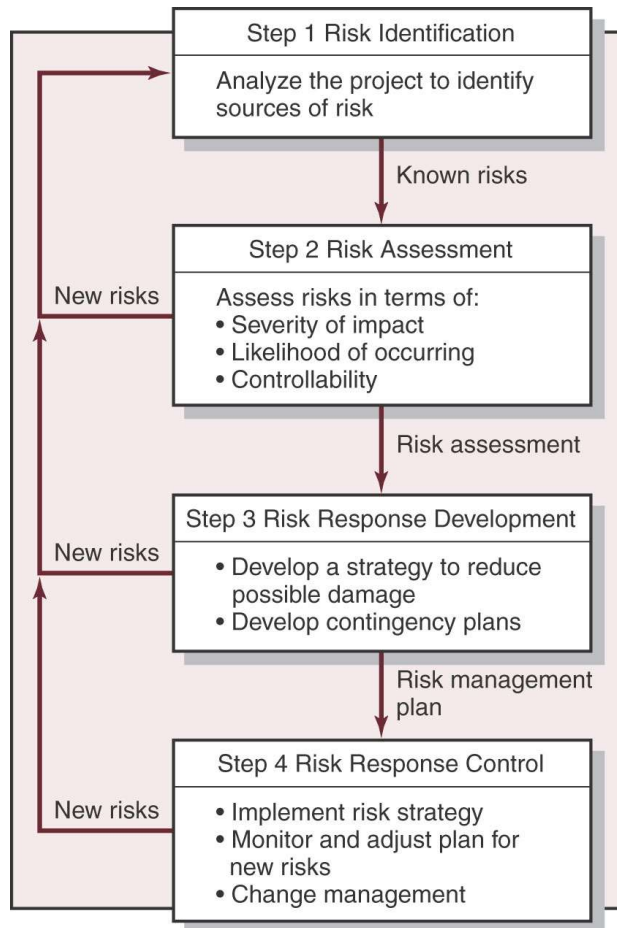 Step 1 Risk Identification
Analyze the project to identify
sources of risk
Known risks
Step 2 Risk Assessment
New risks
Assess risks in terms of:
• Severity of impact
• Likelihood of occurring
• Controllability
Risk assessment
Step 3 Risk Response Development
New risks
• Develop a strategy to reduce
possible damage
• Develop contingency plans
Risk management
plan
Step 4 Risk Response Control
New risks
• Implement risk strategy
• Monitor and adjust plan for
new risks
• Change management